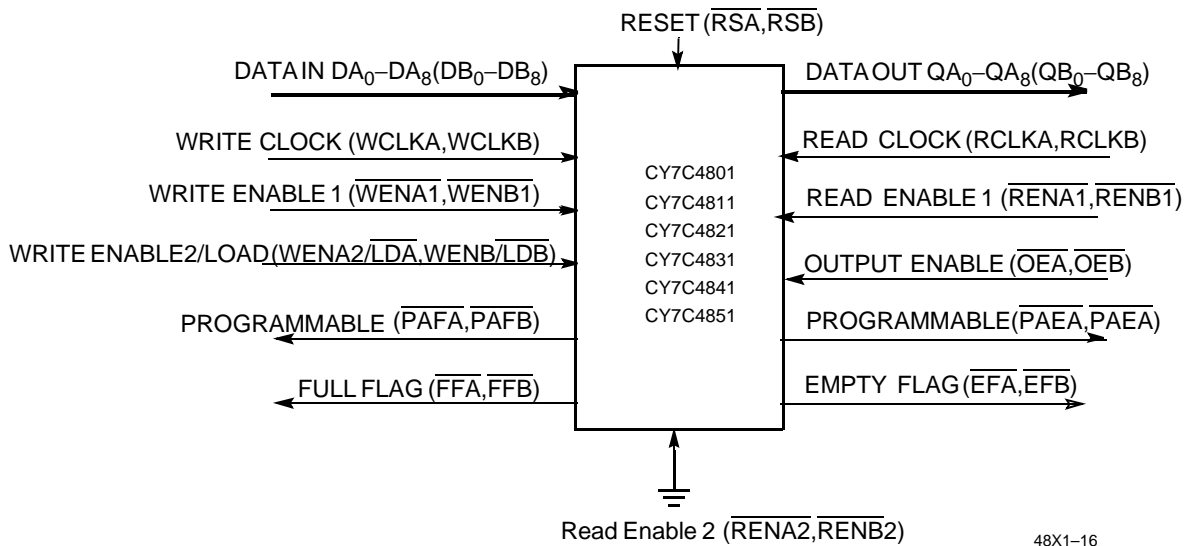 RESET (RSA,RSB)
DATA IN DA0–DA8(DB0–DB8)
WRITE CLOCK (WCLKA,WCLKB)
WRITE ENABLE 1 (WENA1,WENB1)
WRITE ENABLE2/LOAD(WENA2/LDA,WENB/LDB)
PROGRAMMABLE (PAFA,PAFB)
FULL FLAG (FFA,FFB)
CY7C4801
CY7C4811
CY7C4821
CY7C4831
CY7C4841
CY7C4851
DATA OUT QA0–QA8(QB0–QB8)
READ CLOCK (RCLKA,RCLKB)
READ ENABLE 1 (RENA1,RENB1)
OUTPUT ENABLE (OEA,OEB)
PROGRAMMABLE(PAEA,PAEA)
EMPTY FLAG (EFA,EFB)
Read Enable 2 (RENA2,RENB2)
48X1–16